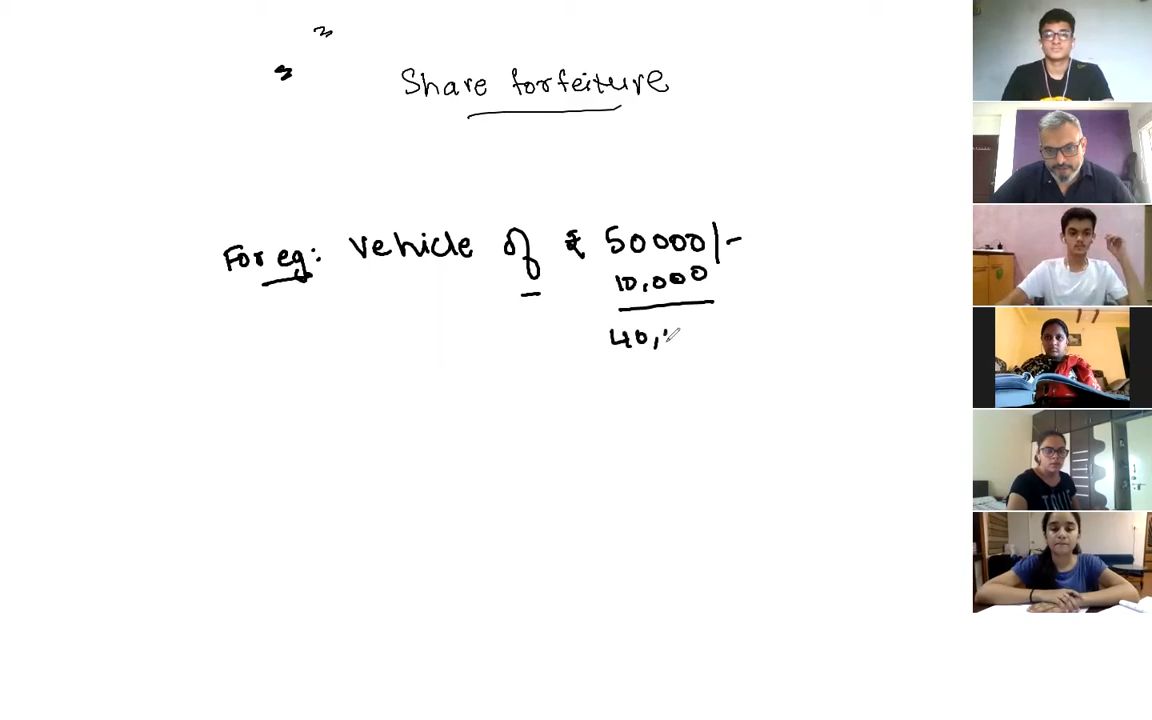 Share forfeiture
For eg: Vehicle of ₹ 50000/-
10,000
40,